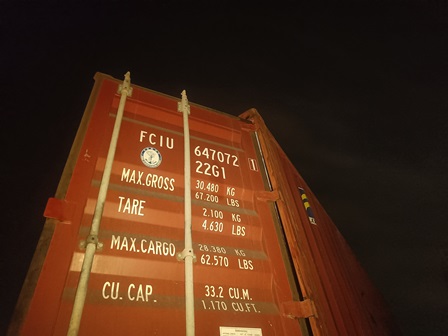 FCIU 647072 1
22G1
MAX.GROSS 30.480 KG
67.200 LBS
TARE 2.100 KG
4.630 LBS
MAX.CARGO 28.380 KG
62.570 LBS
CU. CAP. 33.2 CU.M.
1.170 CU.FT.